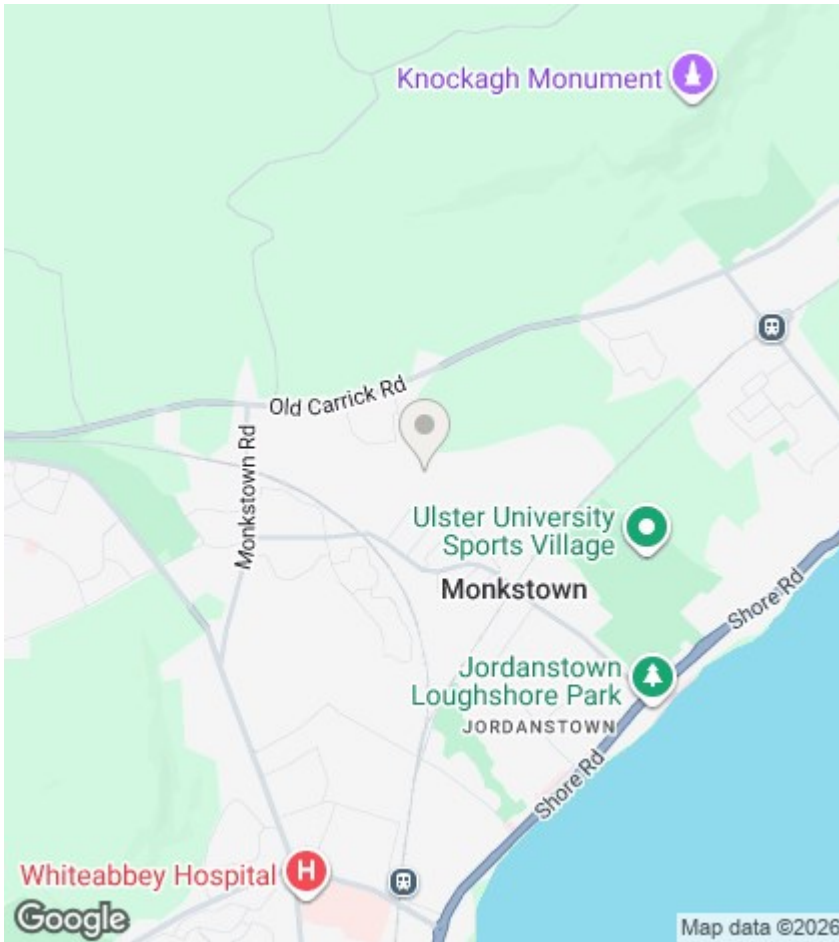 Knockagh Monument
Old Carrick Rd
Monkstown Rd
Ulster University
Sports Village
Monkstown
Shore Rd
Jordanstown
Loughshore Park
JORDANSTOWN
Shore Rd
Whiteabbey Hospital
H
Google
Map data ©2026